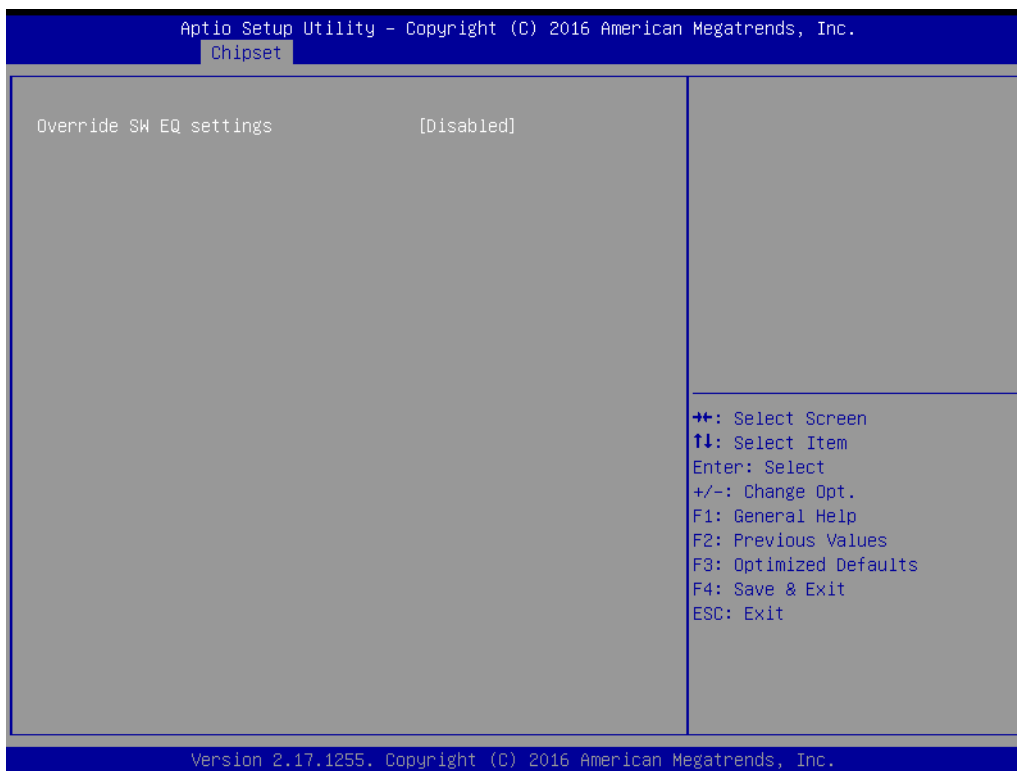 Aptio Setup Utility – Copyright (C) 2016 American Megatrends, Inc.
Chipset
Override SW EQ settings [Disabled]
→←: Select Screen
↑↓: Select Item
Enter: Select
+/-: Change Opt.
F1: General Help
F2: Previous Values
F3: Optimized Defaults
F4: Save & Exit
ESC: Exit
Version 2.17.1255. Copyright (C) 2016 American Megatrends, Inc.